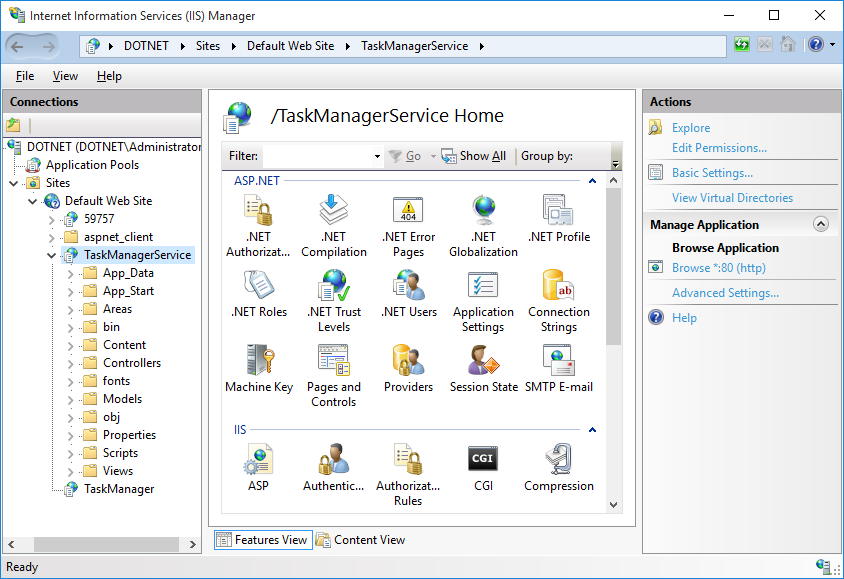 Internet Information Services (IIS) Manager
DOTNET Sites Default Web Site TaskManagerService
File View Help
Connections
DOTNET (DOTNET\Administrator
Application Pools
Sites
Default Web Site
59757
aspnet_client
TaskManagerService
App_Data
App_Start
Areas
bin
Content
Controllers
fonts
Models
obj
Properties
Scripts
Views
TaskManager
/TaskManagerService Home
Filter: Go Show All Group by:
ASP.NET
.NET Authorizat...
.NET Compilation
404
.NET Error Pages
.NET Globalization
.NET Profile
.NET Roles
.NET Trust Levels
.NET Users
Application Settings
ab
Connection Strings
Machine Key
Pages and Controls
Providers
Session State
SMTP E-mail
IIS
ASP
Authentic...
Authorizat... Rules
CGI
CGI
Compression
Features View Content View
Actions
Explore
Edit Permissions...
Basic Settings...
View Virtual Directories
Manage Application
Browse Application
Browse *:80 (http)
Advanced Settings...
Help
Ready